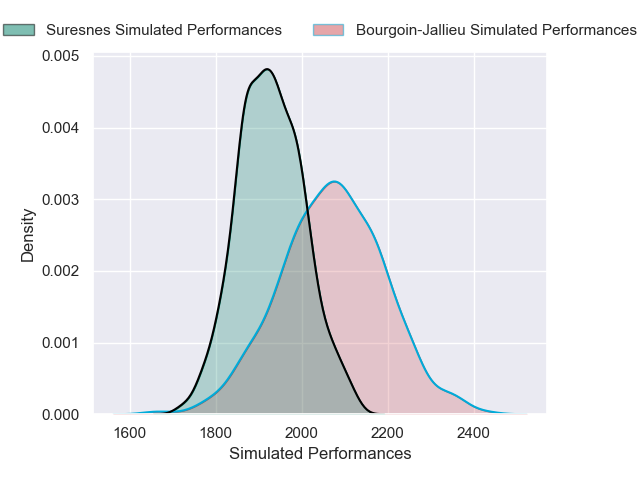 Suresnes Simulated Performances
Bourgoin-Jallieu Simulated Performances
0.005
0.004
0.003
0.002
0.001
0.000
Density
1600
1800
2000
2200
2400
Simulated Performances